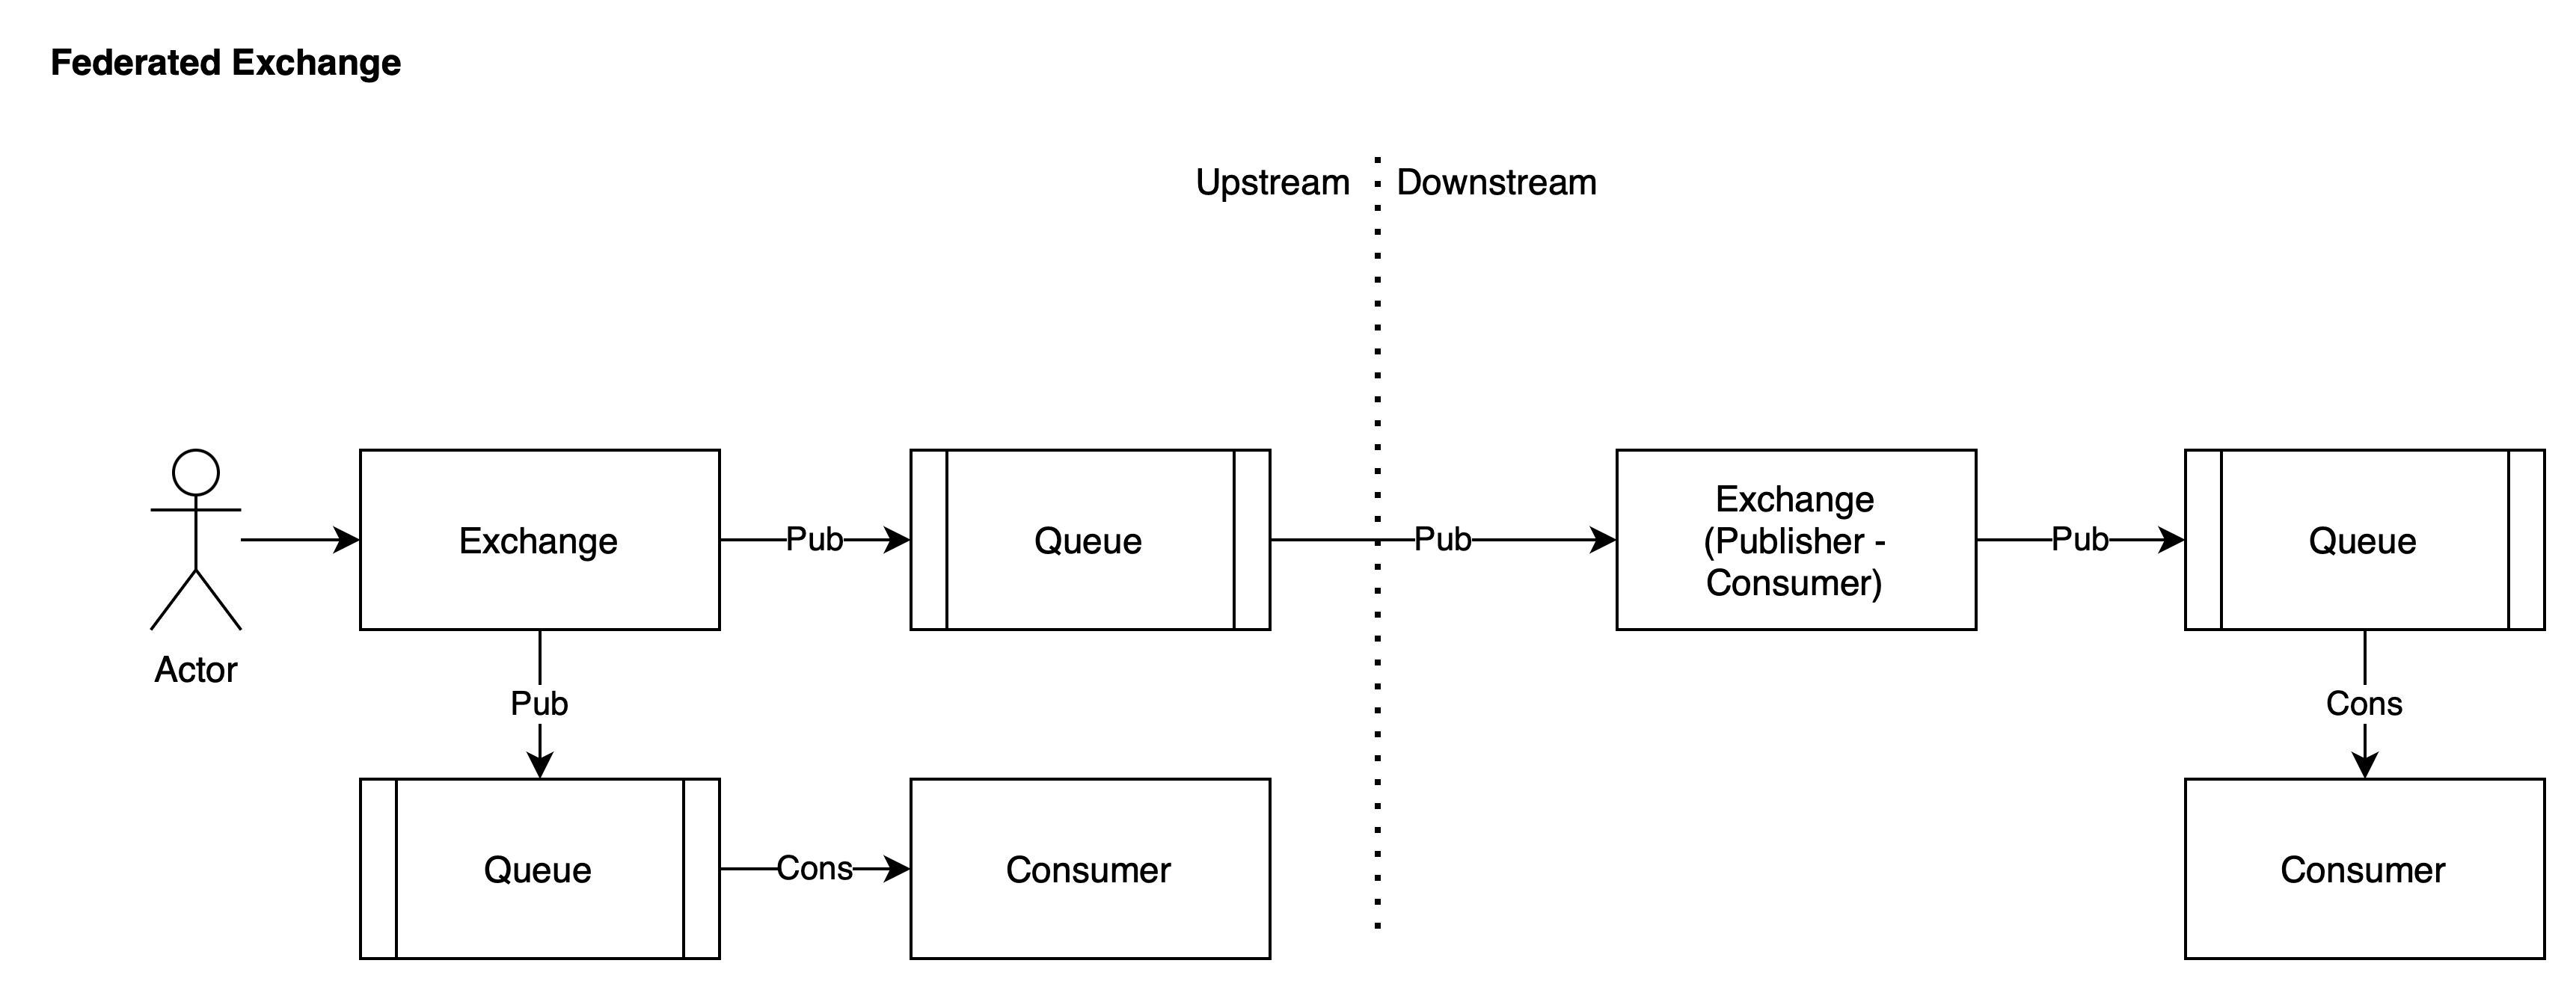 Federated Exchange
Upstream
Downstream
Actor
Exchange
Pub
Queue
Pub
Exchange
(Publisher -
Consumer)
Pub
Queue
Pub
Cons
Queue
Cons
Consumer
Consumer